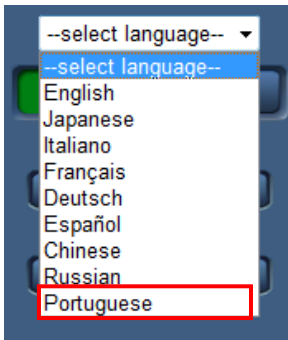 --select language--
--select language--
English
Japanese
Italiano
Français
Deutsch
Español
Chinese
Russian
Portuguese